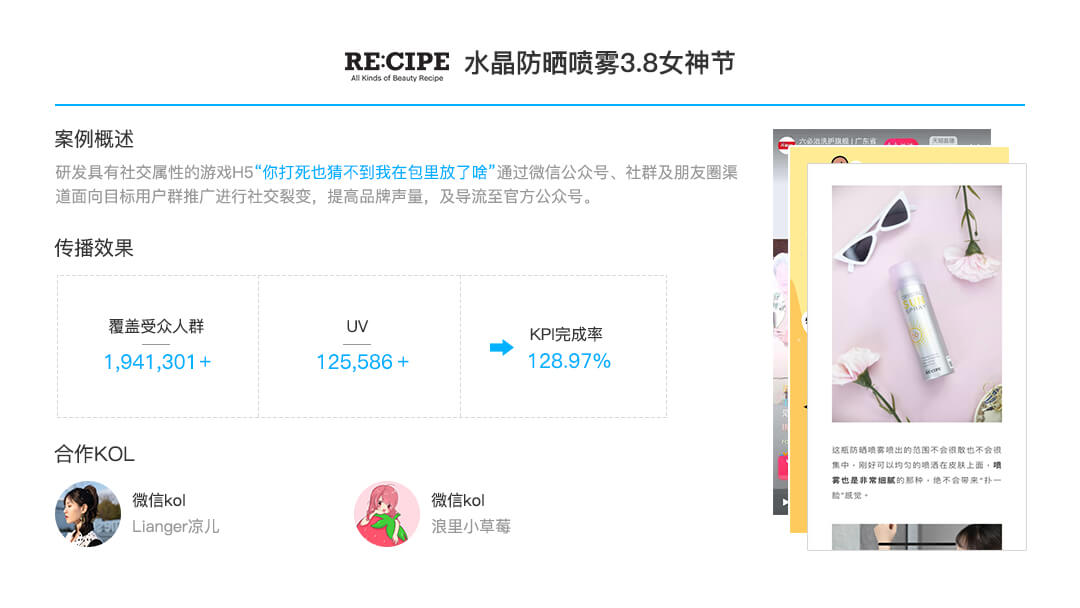 RE:CIPE 水晶防晒喷雾3.8女神节
All Kinds of Beauty Recipe
案例概述
研发具有社交属性的游戏H5“你打死也猜不到我在包里放了啥”通过微信公众号、社群及朋友圈渠
道面向目标用户群推广进行社交裂变，提高品牌声量，及导流至官方公众号。
传播效果
覆盖受众人群
1,941,301+
UV
125,586+
KPI完成率
128.97%
合作KOL
微信kol
Lianger凉儿
微信kol
浪里小草莓
六必治洗护旗舰 | 广东省
SUN
SPRAY
RE:CIPE
这瓶防晒喷雾喷出的范围不会很散也不会很
集中，刚好可以均匀的喷洒在皮肤上面，喷
雾也是非常细腻的那种，绝不会带来“扑一
脸”感觉。